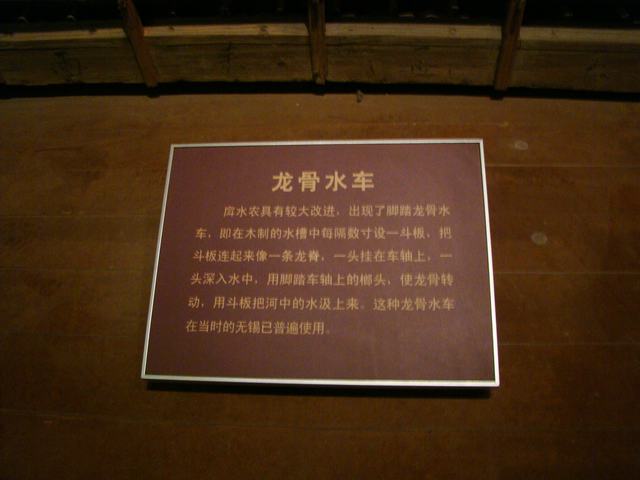 龙骨水车
戽水农具有较大改进，出现了脚踏龙骨水
车，即在木制的水槽中每隔数寸设一斗板，把
斗板连起来像一条龙脊，一头挂在车轴上，一
头深入水中，用脚踏车轴上的榔头，使龙骨转
动，用斗板把河中的水汲上来。这种龙骨水车
在当时的无锡已普遍使用。